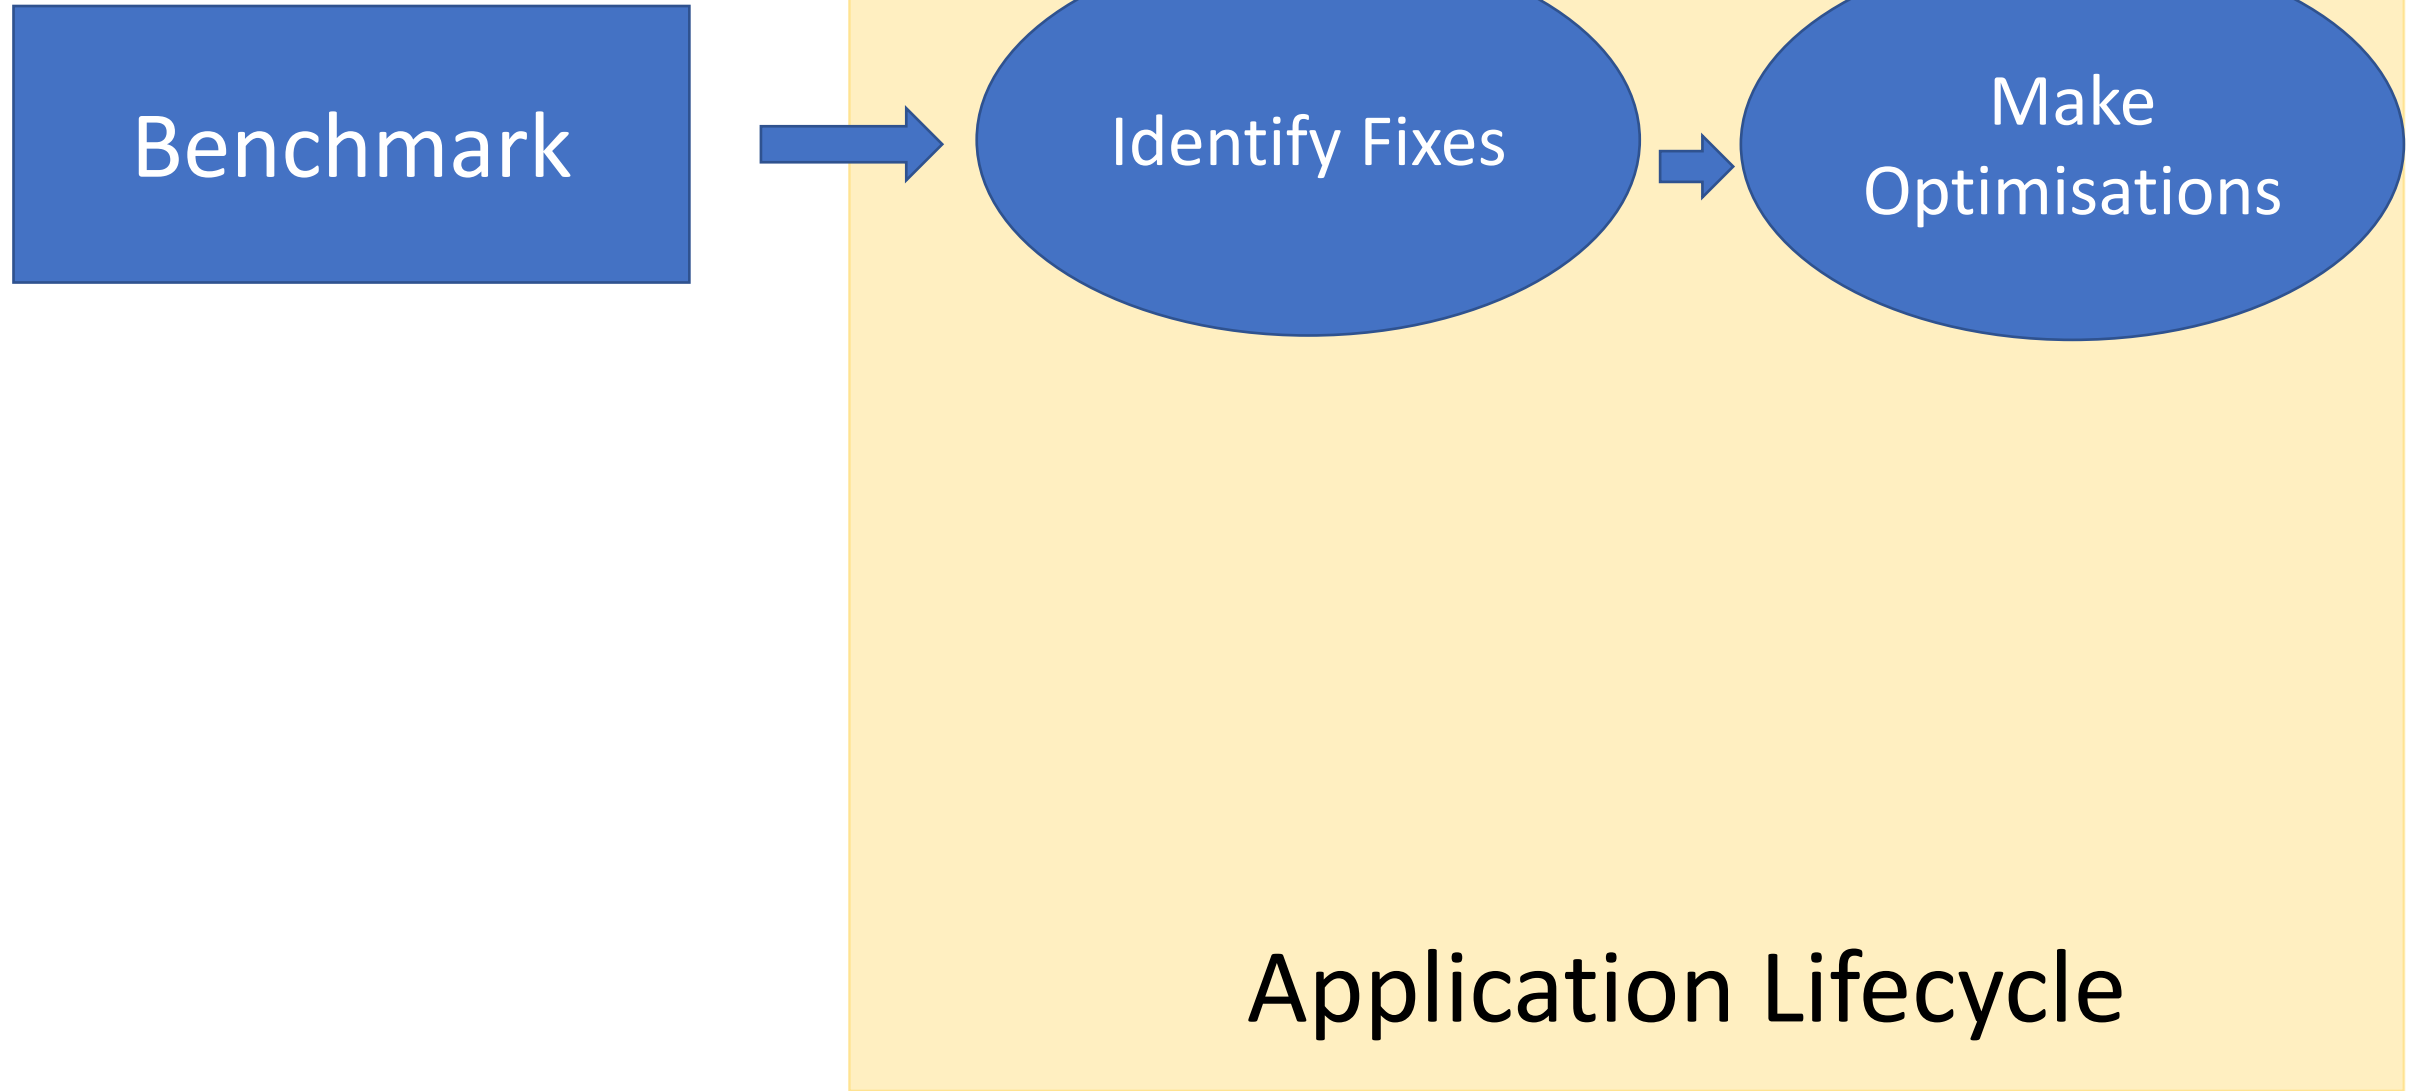 Benchmark
Identify Fixes
Make
Optimisations
Application Lifecycle